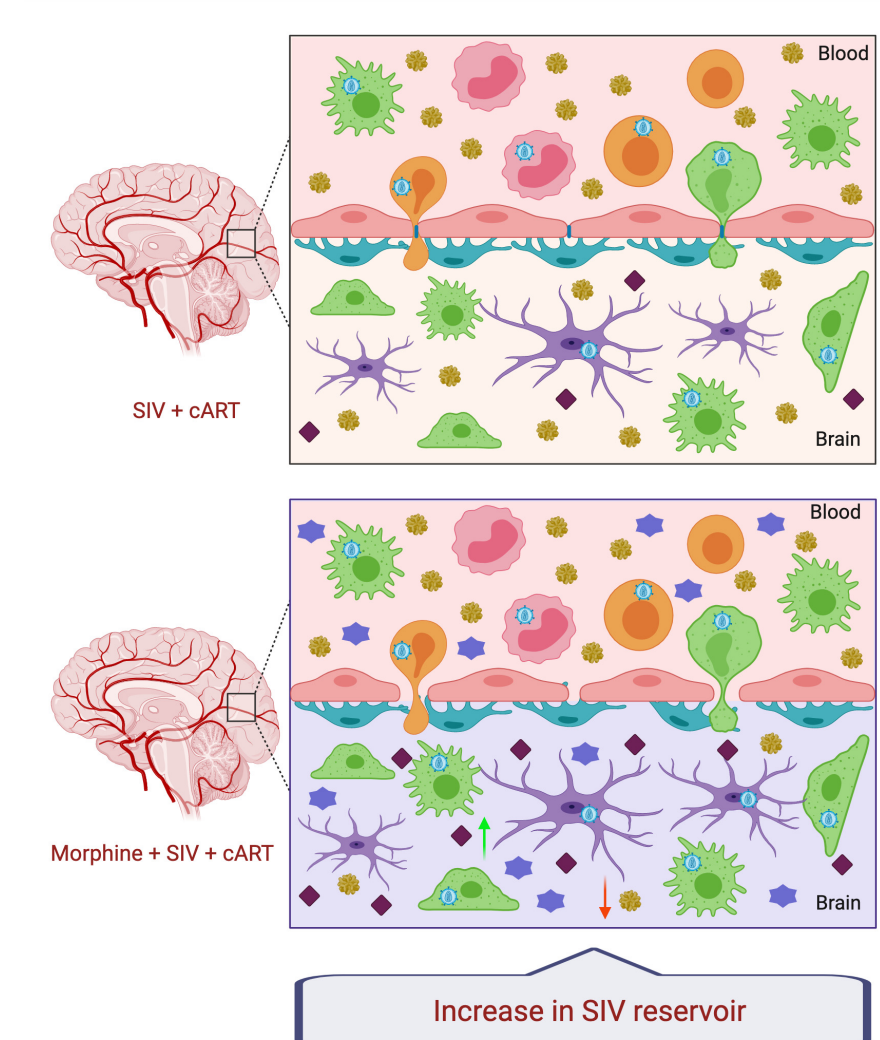 Blood
SIV + cART
Brain
Blood
Morphine + SIV + cART
Brain
Increase in SIV reservoir